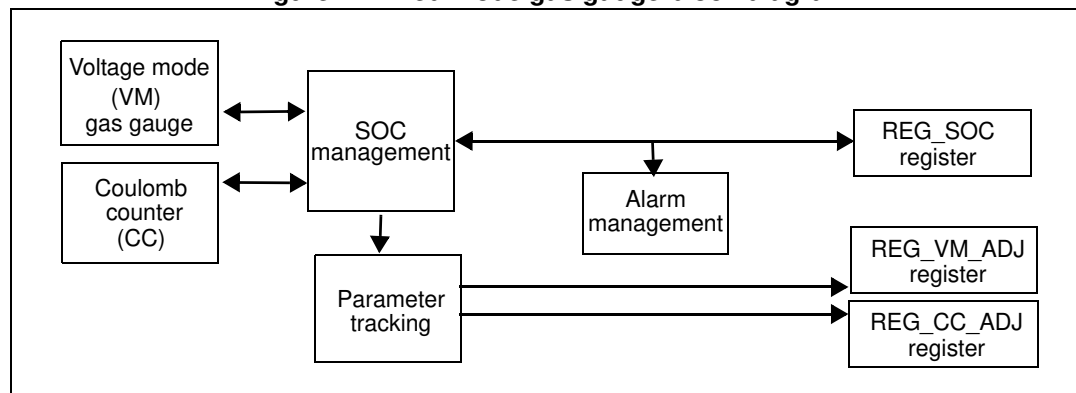 Voltage mode
(VM)
gas gauge
SOC
management
REG_SOC
register
Coulomb
counter
(CC)
Alarm
management
REG_VM_ADJ
register
Parameter
tracking
REG_CC_ADJ
register